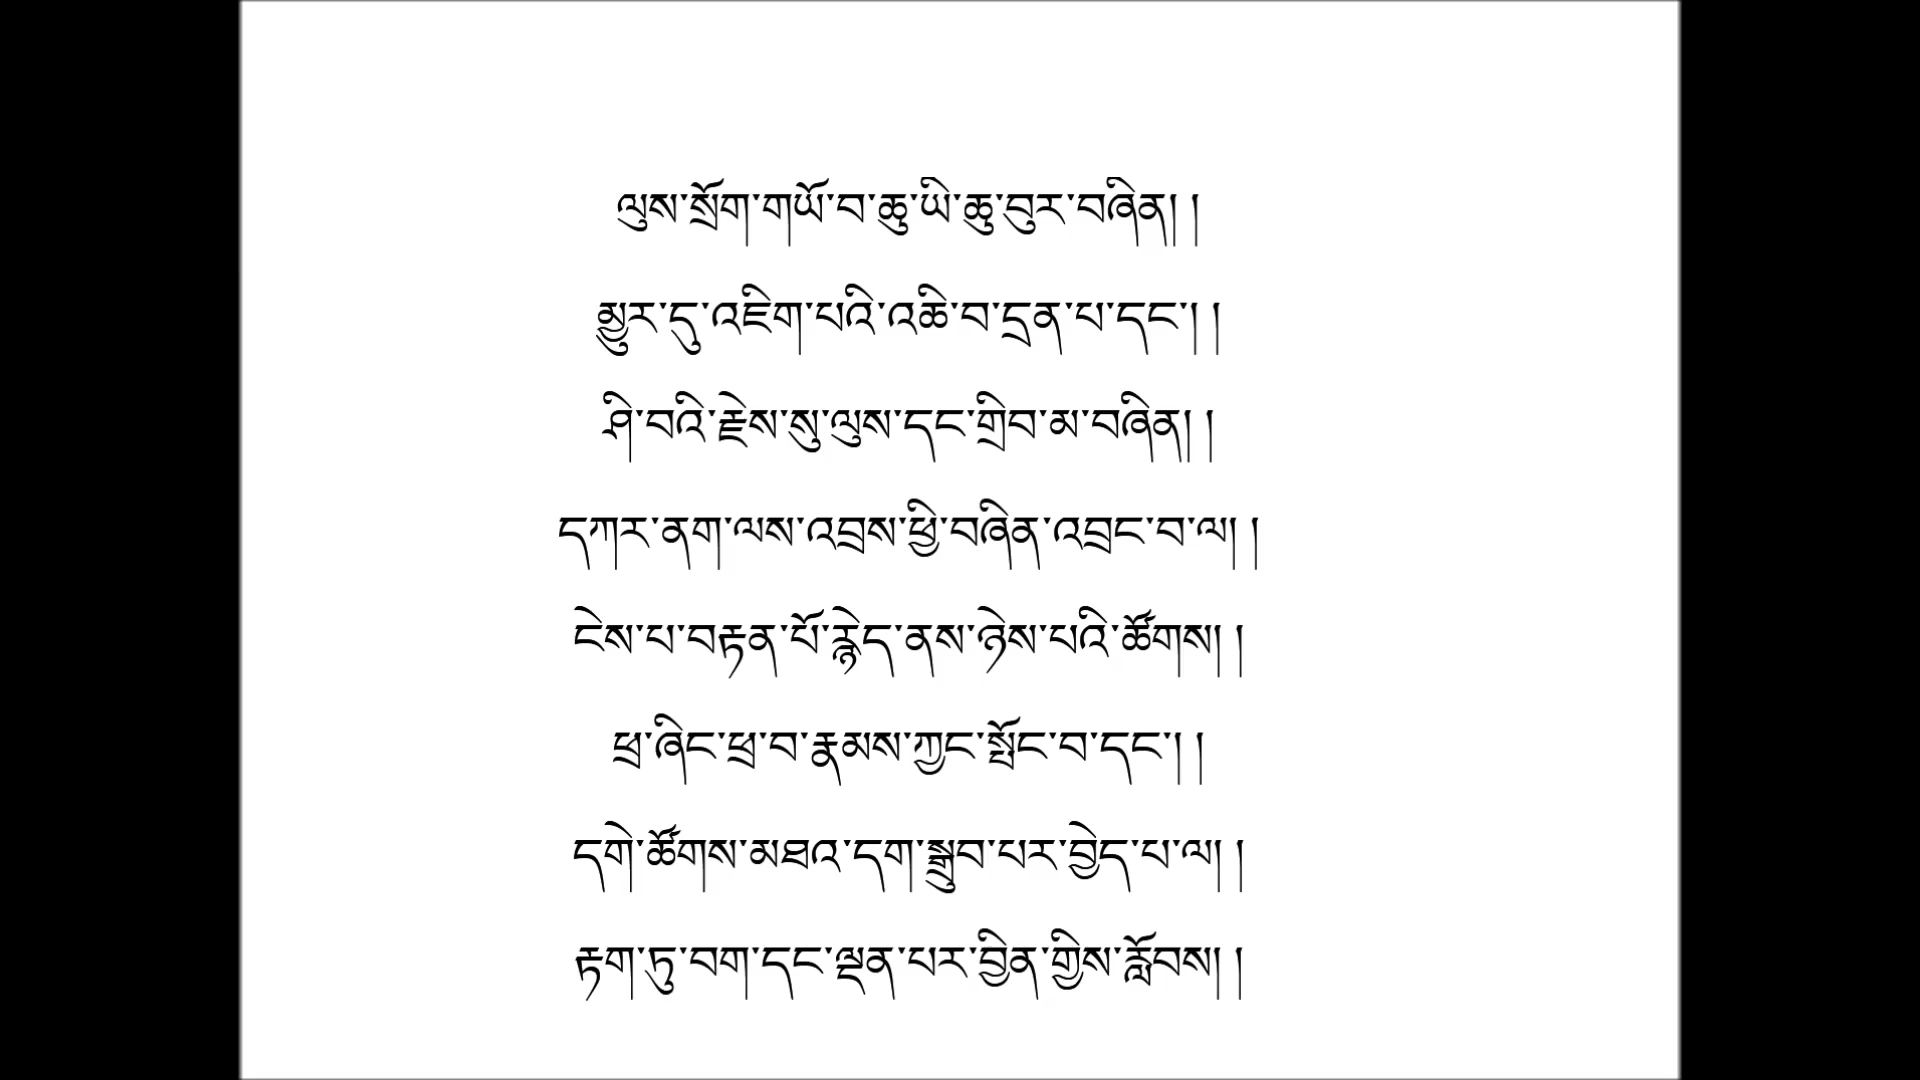 ལུས་སྲོག་གཡོ་བ་ཆུ་ཡི་ཆུ་བུར་བཞིན། །
མྱུར་དུ་འཇིག་པའི་འཆི་བ་དྲན་པ་དང་། །
ཤི་བའི་རྗེས་སུ་ལུས་དང་གྲིབ་མ་བཞིན། །
དཀར་ནག་ལས་འབྲས་ཕྱི་བཞིན་འབྲང་བ་ལ། །
ངེས་པ་བརྟན་པོ་རྙེད་ནས་ཉེས་པའི་ཚོགས། །
ཕྲ་ཞིང་ཕྲ་བ་རྣམས་ཀྱང་སྤོང་བ་དང་། །
དགེ་ཚོགས་མཐའ་དག་སྒྲུབ་པར་བྱེད་པ་ལ། །
རྟག་ཏུ་བག་དང་ལྡན་པར་བྱིན་གྱིས་རློབས། །